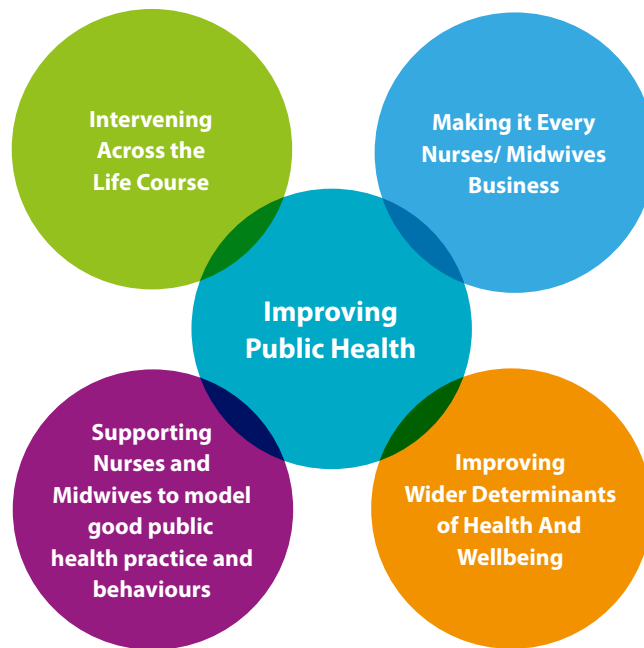 Intervening
Across the
Life Course
Making it Every
Nurses/ Midwives
Business
Improving
Public Health
Supporting
Nurses and
Midwives to model
good public
health practice and
behaviours
Improving
Wider Determinants
of Health And
Wellbeing